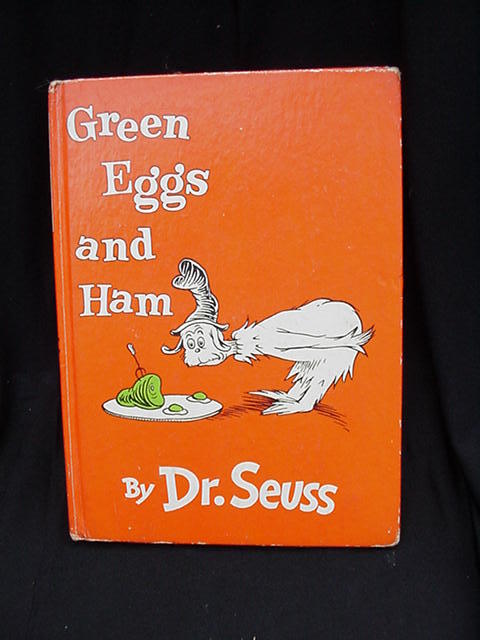 Green
Eggs
and
Ham
By Dr. Seuss